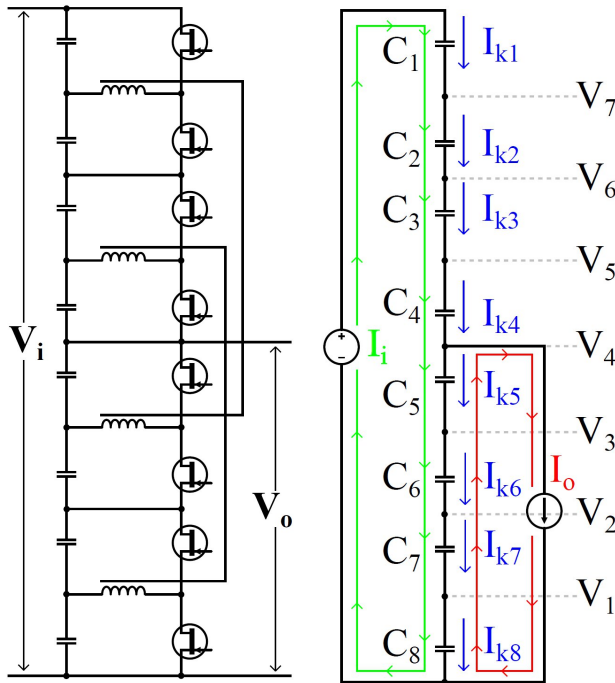 V_i
V_o
C_1
I_k1
V_7
C_2
I_k2
V_6
C_3
I_k3
V_5
C_4
I_k4
I_i
V_4
C_5
I_k5
V_3
C_6
I_k6
I_o
V_2
C_7
I_k7
V_1
C_8
I_k8
+
−